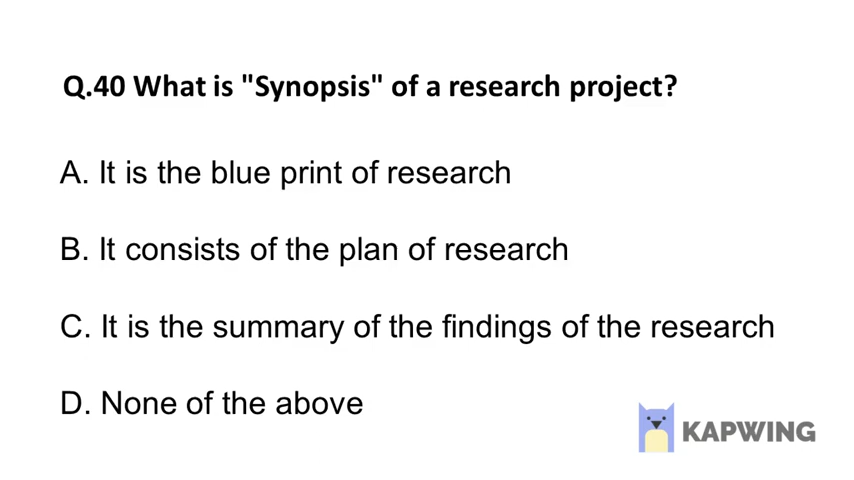 Q.40 What is "Synopsis" of a research project?
A. It is the blue print of research
B. It consists of the plan of research
C. It is the summary of the findings of the research
D. None of the above
KAPWING